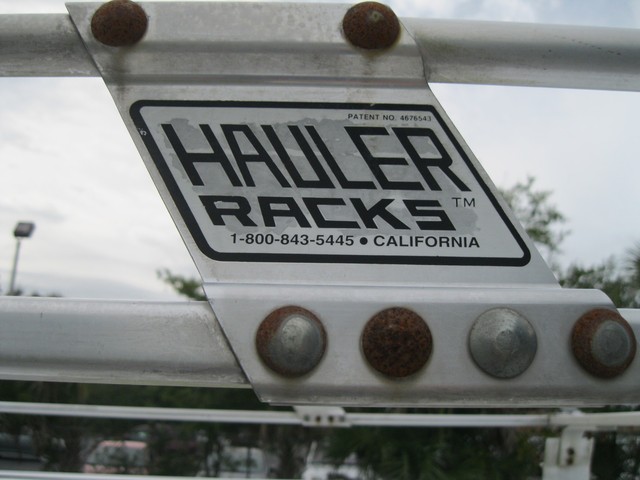 PATENT NO. 4676543
HAULER
RACKS™
1-800-843-5445 • CALIFORNIA